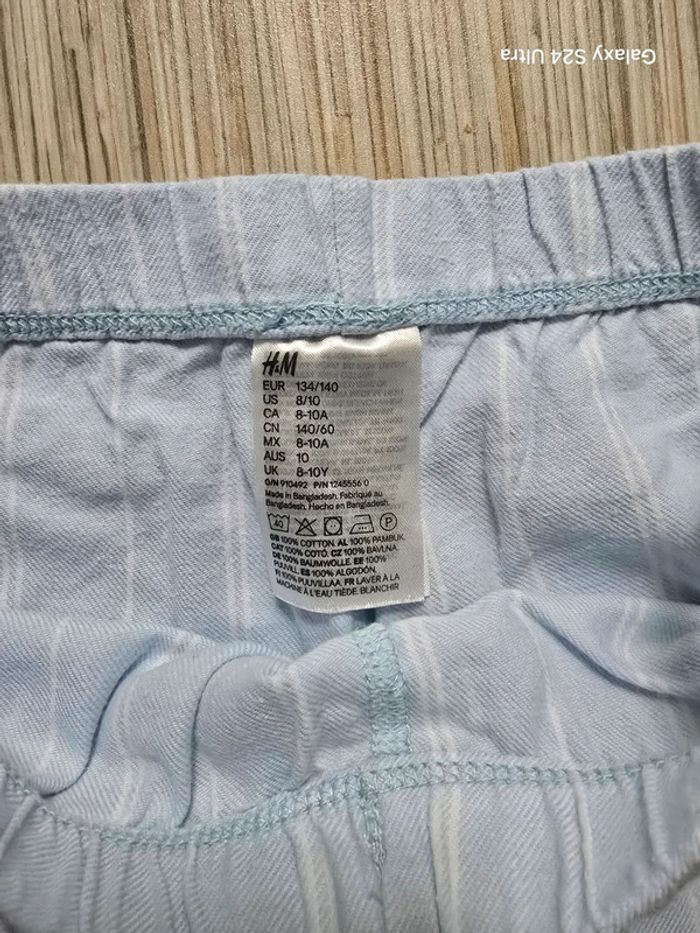 Galaxy S24 Ultra
H&M
EUR 134/140
US 8/10
CA 8-10A
CN 140/60
MX 8-10A
AUS 10
UK 8-10Y
G/N 910492 P/N 1245556 0
Made in Bangladesh. Fabriqué au
Bangladesh. Hecho en Bangladesh.
40 P
GB 100% COTTON. AL 100% PAMBUK.
CAT 100% COTÓ. CZ 100% BAVLNA
DE 100% BAUMWOLLE. EE 100%
PUUVILL. ES 100% ALGODÓN.
FI 100% PUUVILLAA. FR LAVER À LA
MACHINE À L'EAU TIÈDE. BLANCHIR